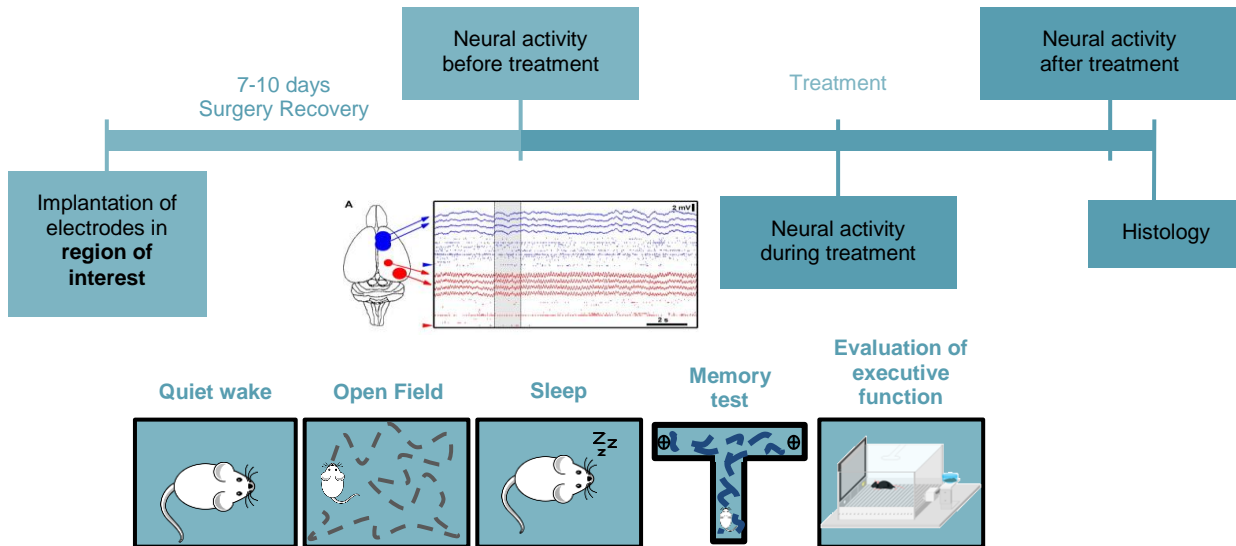 Neural activity
before treatment
Neural activity
after treatment
7-10 days
Surgery Recovery
Treatment
Implantation of
electrodes in
region of
interest
A
2 mV
2 s
Neural activity
during treatment
Histology
Quiet wake
Open Field
Sleep
Memory
test
Evaluation of
executive
function
Z Z
Z